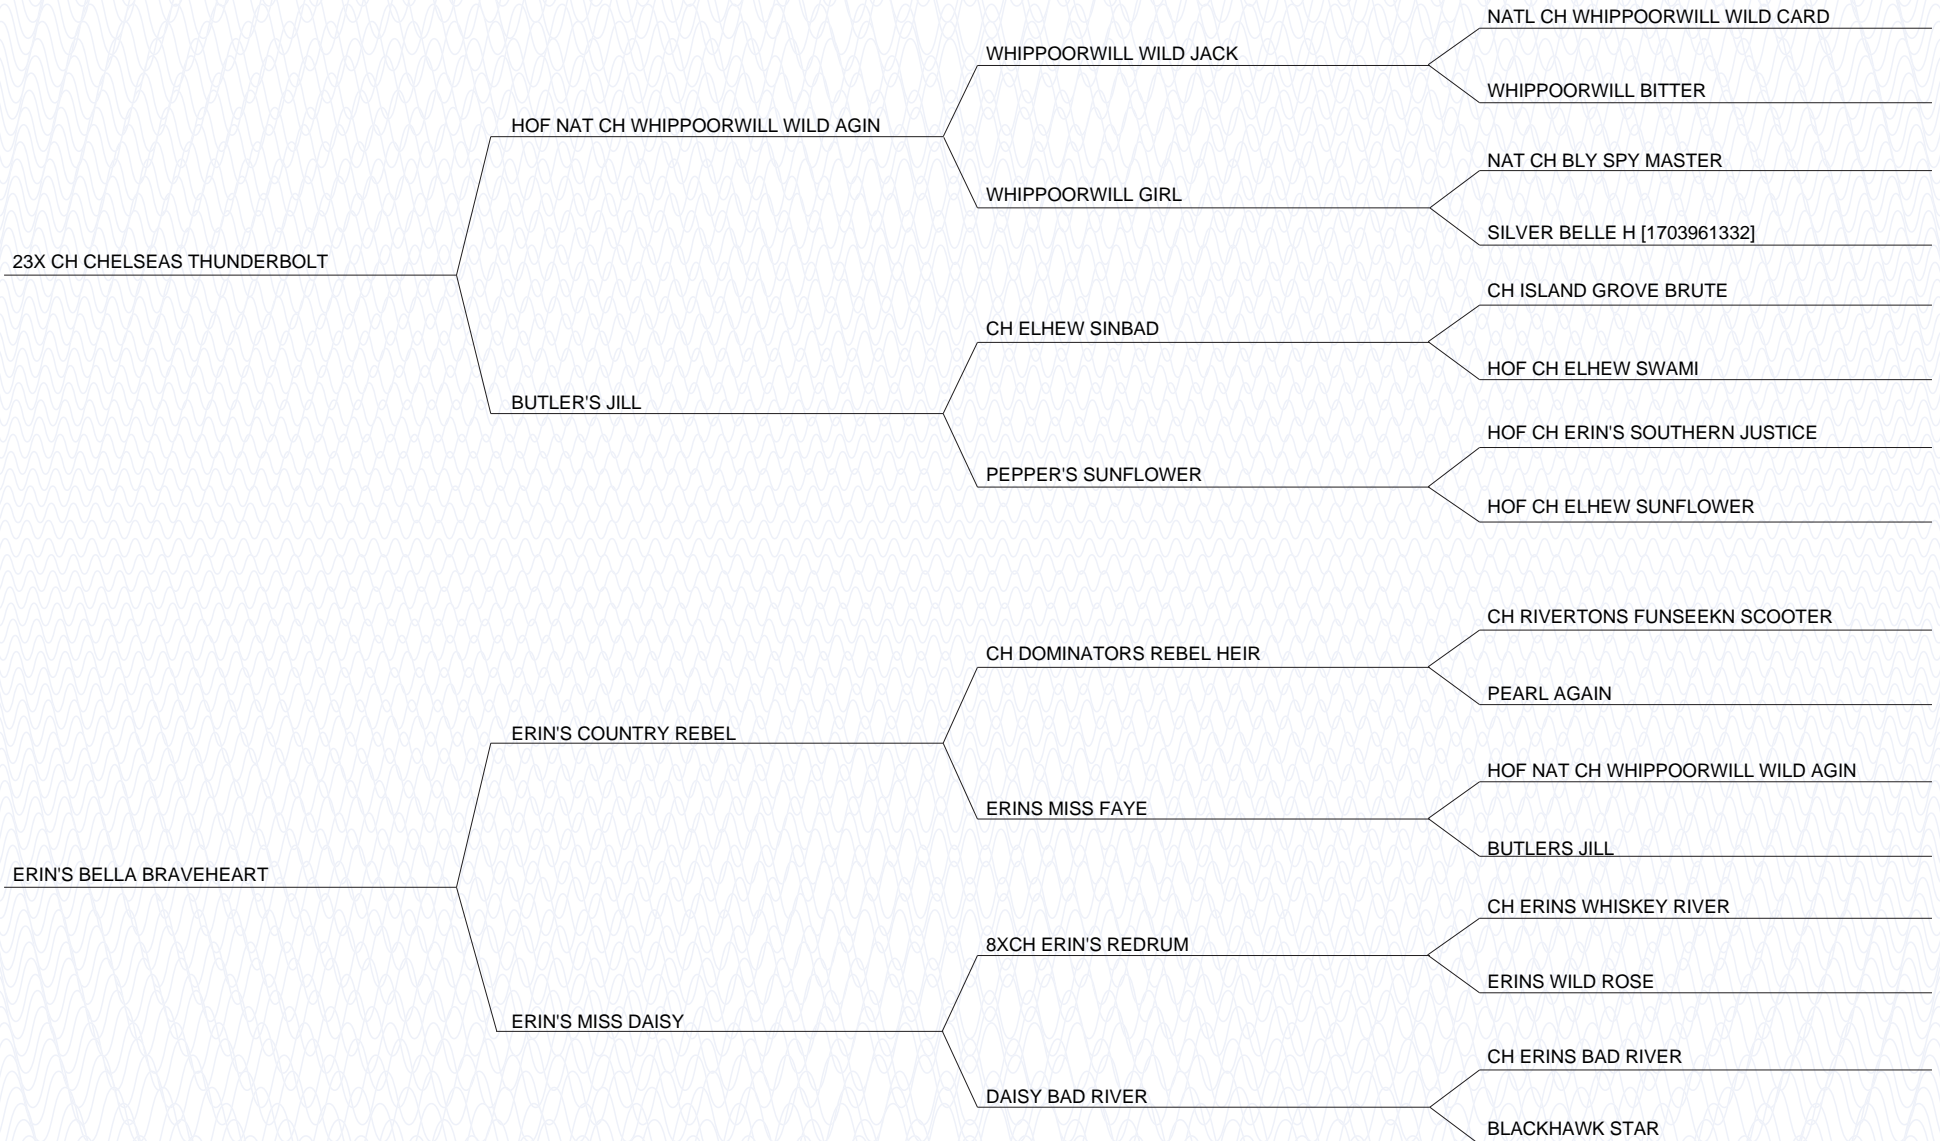 NATL CH WHIPPOORWILL WILD CARD
WHIPPOORWILL WILD JACK
WHIPPOORWILL BITTER
HOF NAT CH WHIPPOORWILL WILD AGIN
NAT CH BLY SPY MASTER
WHIPPOORWILL GIRL
SILVER BELLE H [1703961332]
23X CH CHELSEAS THUNDERBOLT
CH ISLAND GROVE BRUTE
CH ELHEW SINBAD
HOF CH ELHEW SWAMI
BUTLER'S JILL
HOF CH ERIN'S SOUTHERN JUSTICE
PEPPER'S SUNFLOWER
HOF CH ELHEW SUNFLOWER
CH RIVERTONS FUNSEEKN SCOOTER
CH DOMINATORS REBEL HEIR
PEARL AGAIN
ERIN'S COUNTRY REBEL
HOF NAT CH WHIPPOORWILL WILD AGIN
ERINS MISS FAYE
BUTLERS JILL
ERIN'S BELLA BRAVEHEART
CH ERINS WHISKEY RIVER
8XCH ERIN'S REDRUM
ERINS WILD ROSE
ERIN'S MISS DAISY
CH ERINS BAD RIVER
DAISY BAD RIVER
BLACKHAWK STAR